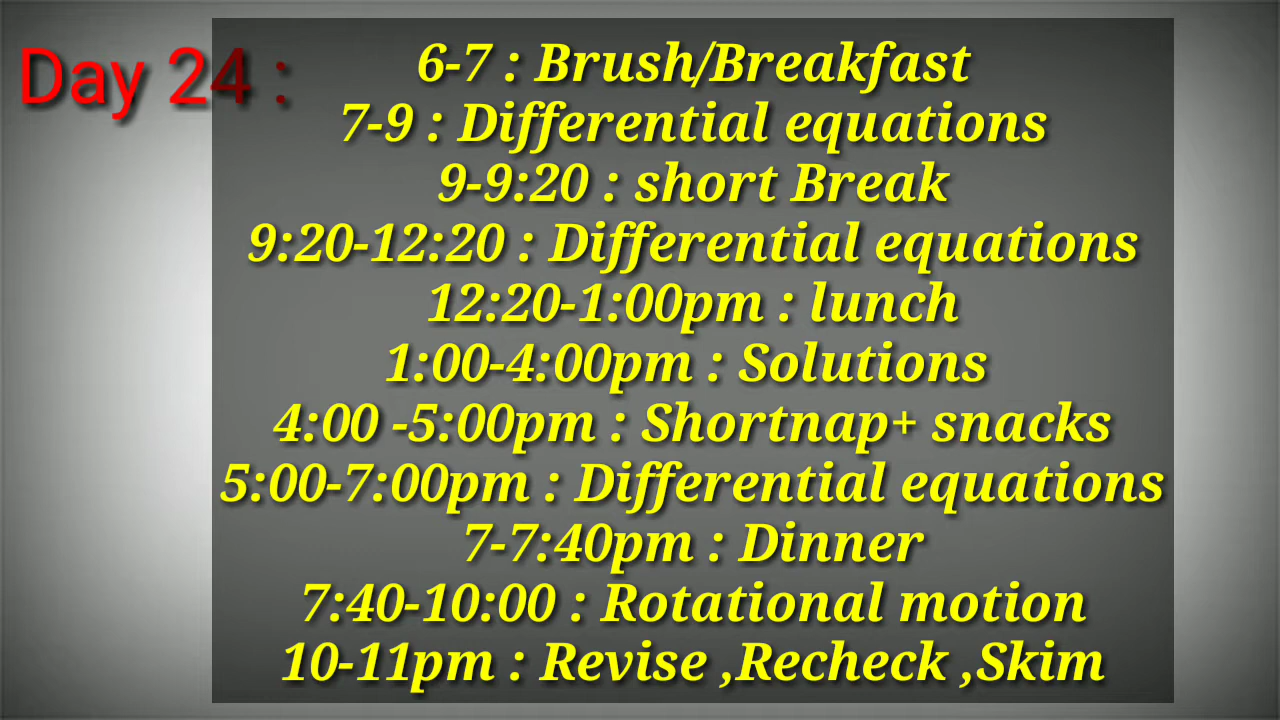 Day 24 :
6-7 : Brush/Breakfast
7-9 : Differential equations
9-9:20 : short Break
9:20-12:20 : Differential equations
12:20-1:00pm : lunch
1:00-4:00pm : Solutions
4:00 -5:00pm : Shortnap+ snacks
5:00-7:00pm : Differential equations
7-7:40pm : Dinner
7:40-10:00 : Rotational motion
10-11pm : Revise ,Recheck ,Skim